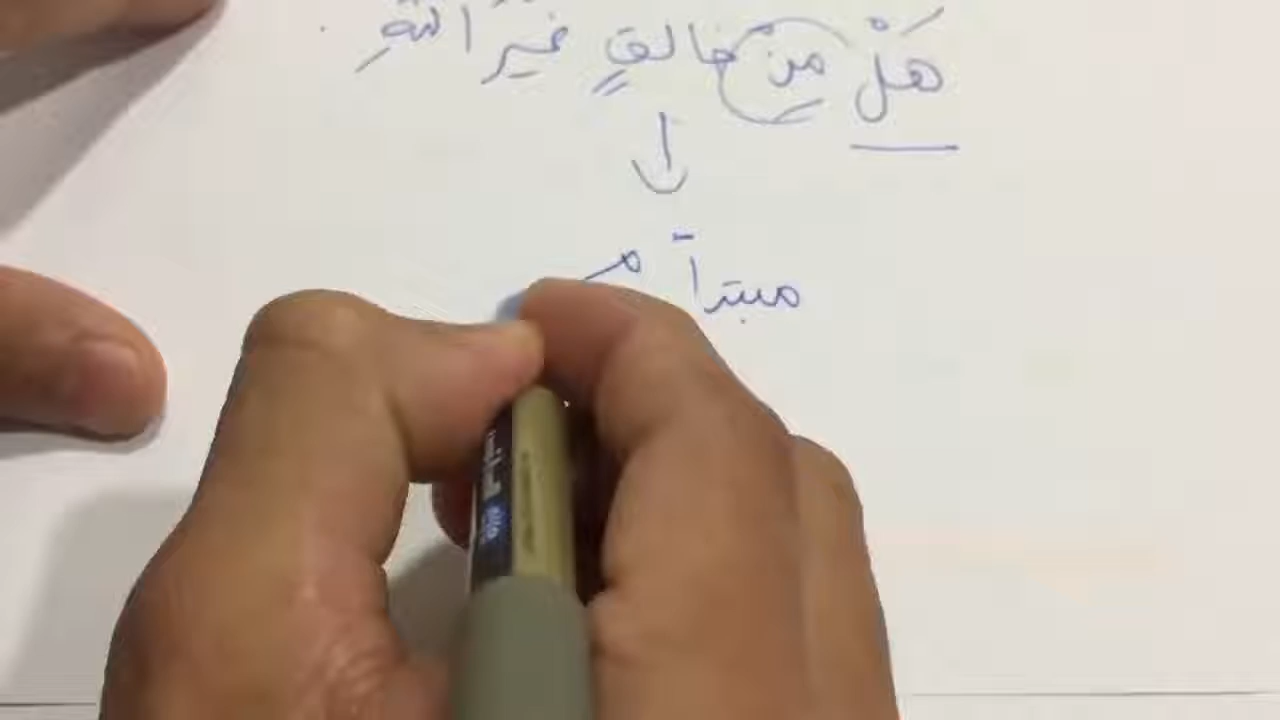 هَلْ مِنْ خالقٍ غيرُ اللهِ
مبتدأ م